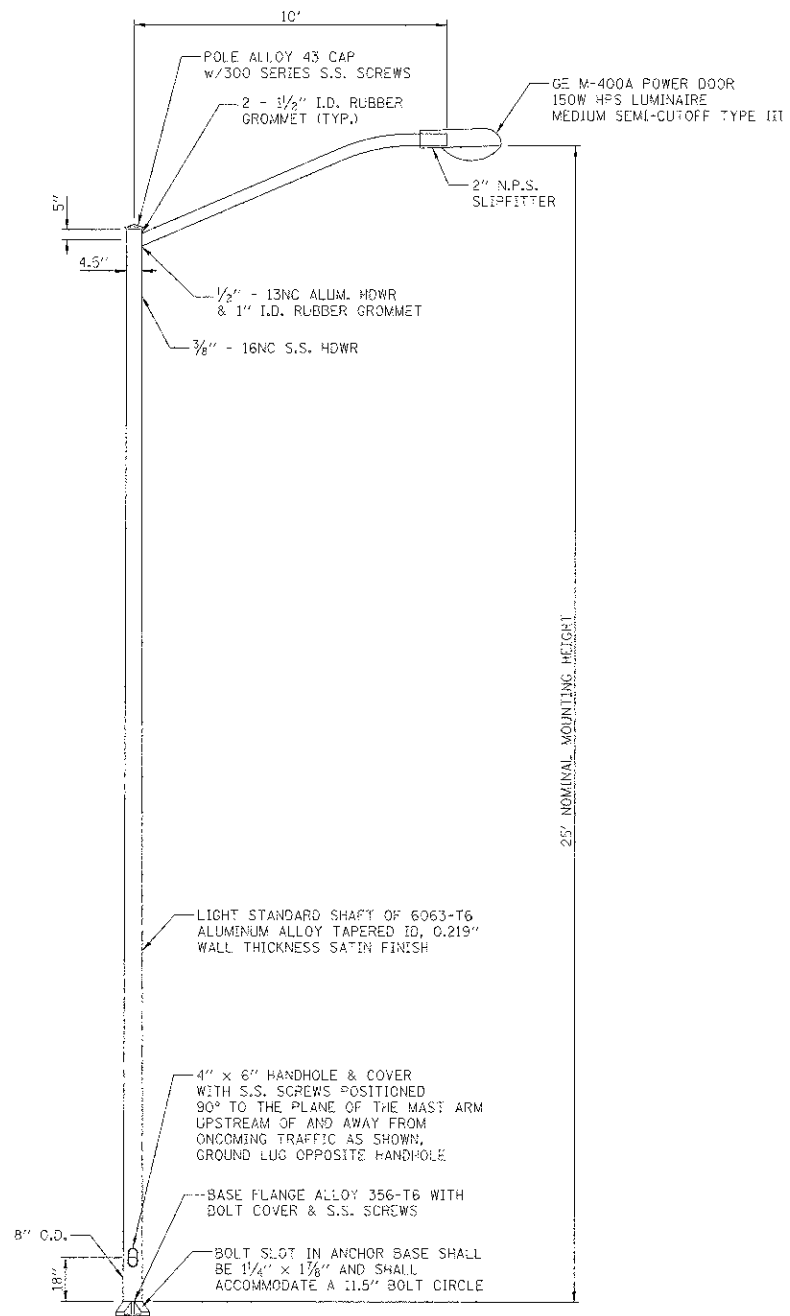 10'
POLE ALLOY 43 CAP
w/300 SERIES S.S. SCREWS
2 - 1½" I.D. RUBBER
GROMMET (TYP.)
GE M-400A POWER DOOR
150W HPS LUMINAIRE
MEDIUM SEMI-CUTOFF TYPE III
2" N.P.S.
SLIPFITTER
5"
4.5"
½" - 13NC ALUM. HDWR
& 1" I.D. RUBBER GROMMET
⅜" - 16NC S.S. HDWR
25' NOMINAL MOUNTING HEIGHT
LIGHT STANDARD SHAFT OF 6063-T6
ALUMINUM ALLOY TAPERED TO, 0.219"
WALL THICKNESS SATIN FINISH
4" x 6" HANDHOLE & COVER
WITH S.S. SCREWS POSITIONED
90° TO THE PLANE OF THE MAST ARM
UPSTREAM OF AND AWAY FROM
ONCOMING TRAFFIC AS SHOWN,
GROUND LUG OPPOSITE HANDHOLE
BASE FLANGE ALLOY 356-T6 WITH
BOLT COVER & S.S. SCREWS
8" O.D.
18"
BOLT SLOT IN ANCHOR BASE SHALL
BE 1¼" x 1⅞" AND SHALL
ACCOMMODATE A 11.5" BOLT CIRCLE